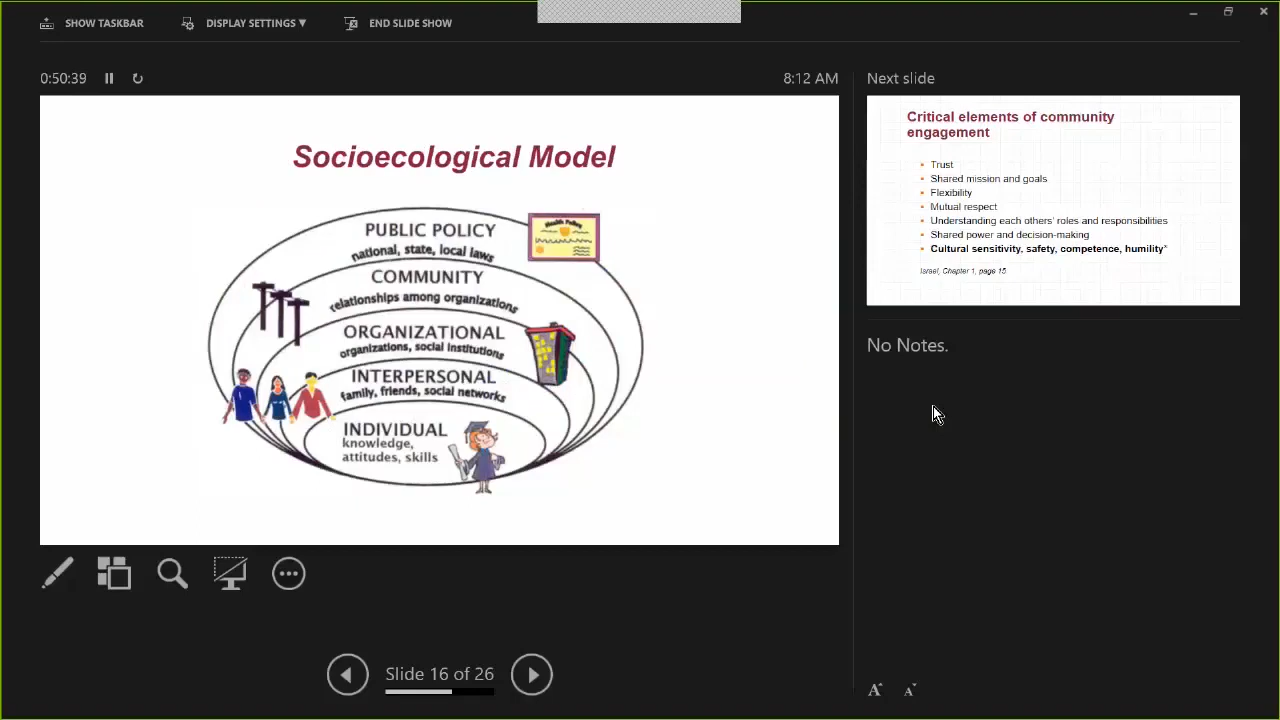 SHOW TASKBAR
DISPLAY SETTINGS ▼
END SLIDE SHOW
0:50:39
8:12 AM
Socioecological Model
PUBLIC POLICY
national, state, local laws
Health Policy
COMMUNITY
relationships among organizations
ORGANIZATIONAL
organizations, social institutions
INTERPERSONAL
family, friends, social networks
INDIVIDUAL
knowledge,
attitudes, skills
Slide 16 of 26
Next slide
Critical elements of community
engagement
▪ Trust
▪ Shared mission and goals
▪ Flexibility
▪ Mutual respect
▪ Understanding each others' roles and responsibilities
▪ Shared power and decision-making
▪ Cultural sensitivity, safety, competence, humility*
Israel, Chapter 1, page 15
No Notes.
A A